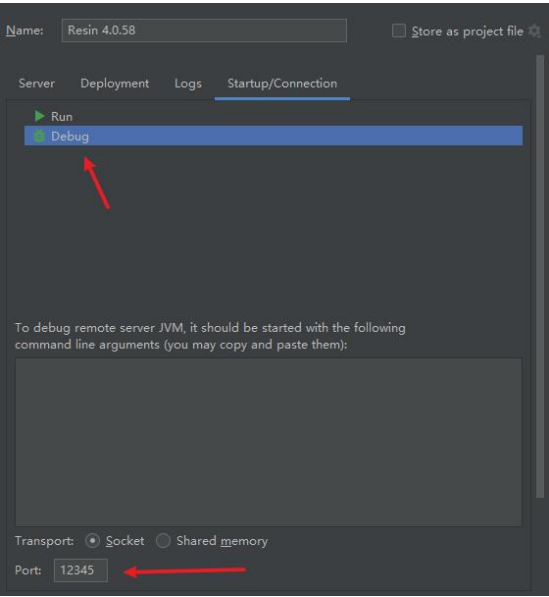 Name: Resin 4.0.58 Store as project file
Server Deployment Logs Startup/Connection
Run
Debug
To debug remote server JVM, it should be started with the following
command line arguments (you may copy and paste them):
Transport: Socket Shared memory
Port: 12345